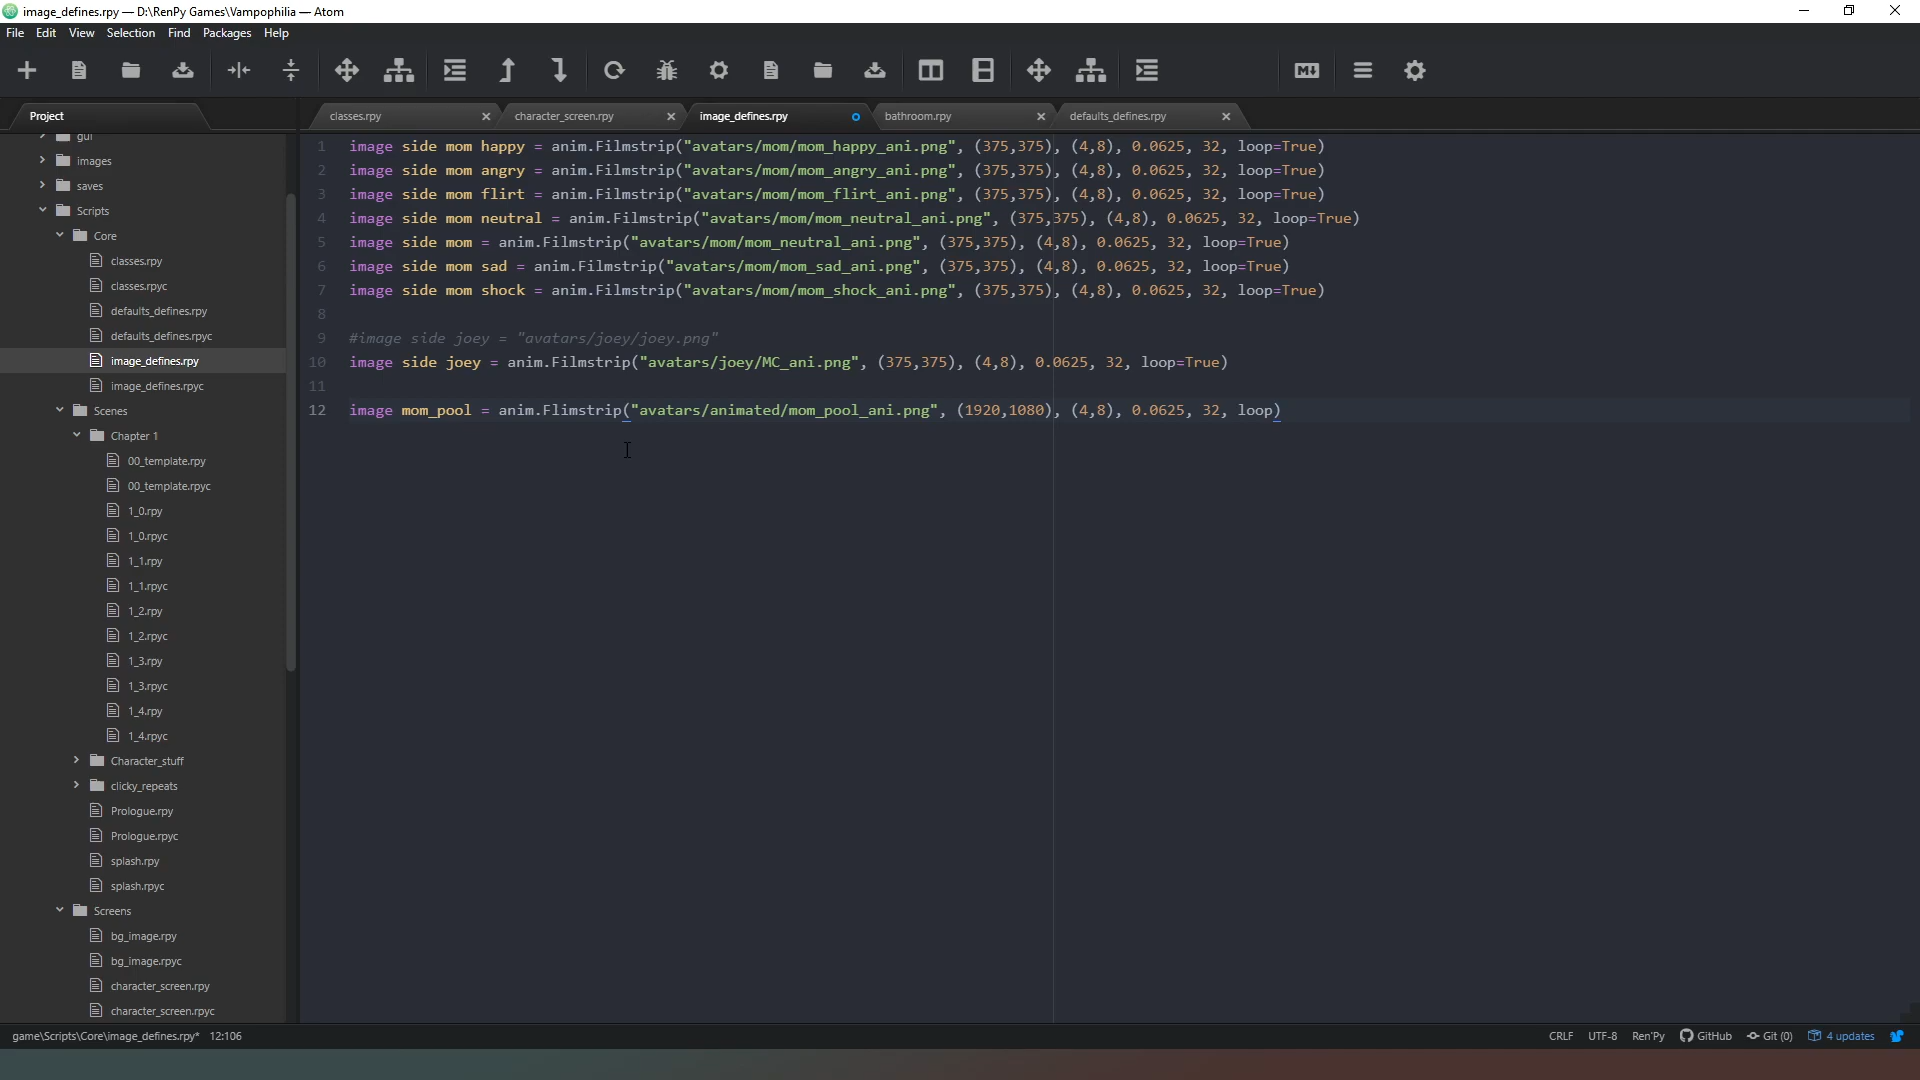 image_defines.rpy — D:\RenPy Games\Vampophilia — Atom
File Edit View Selection Find Packages Help
Project
classes.rpy
character_screen.rpy
image_defines.rpy
bathroom.rpy
defaults_defines.rpy
gui
images
saves
Scripts
Core
classes.rpy
classes.rpyc
defaults_defines.rpy
defaults_defines.rpyc
image_defines.rpy
image_defines.rpyc
Scenes
Chapter 1
00_template.rpy
00_template.rpyc
1_0.rpy
1_0.rpyc
1_1.rpy
1_1.rpyc
1_2.rpy
1_2.rpyc
1_3.rpy
1_3.rpyc
1_4.rpy
1_4.rpyc
Character_stuff
clicky_repeats
Prologue.rpy
Prologue.rpyc
splash.rpy
splash.rpyc
Screens
bg_image.rpy
bg_image.rpyc
character_screen.rpy
character_screen.rpyc
1 image side mom happy = anim.Filmstrip("avatars/mom/mom_happy_ani.png", (375,375), (4,8), 0.0625, 32, loop=True)
2 image side mom angry = anim.Filmstrip("avatars/mom/mom_angry_ani.png", (375,375), (4,8), 0.0625, 32, loop=True)
3 image side mom flirt = anim.Filmstrip("avatars/mom/mom_flirt_ani.png", (375,375), (4,8), 0.0625, 32, loop=True)
4 image side mom neutral = anim.Filmstrip("avatars/mom/mom_neutral_ani.png", (375,375), (4,8), 0.0625, 32, loop=True)
5 image side mom = anim.Filmstrip("avatars/mom/mom_neutral_ani.png", (375,375), (4,8), 0.0625, 32, loop=True)
6 image side mom sad = anim.Filmstrip("avatars/mom/mom_sad_ani.png", (375,375), (4,8), 0.0625, 32, loop=True)
7 image side mom shock = anim.Filmstrip("avatars/mom/mom_shock_ani.png", (375,375), (4,8), 0.0625, 32, loop=True)
8
9 #image side joey = "avatars/joey/joey.png"
10 image side joey = anim.Filmstrip("avatars/joey/MC_ani.png", (375,375), (4,8), 0.0625, 32, loop=True)
11
12 image mom_pool = anim.Flimstrip("avatars/animated/mom_pool_ani.png", (1920,1080), (4,8), 0.0625, 32, loop)
game\Scripts\Core\image_defines.rpy* 12:106
CRLF UTF-8 Ren'Py GitHub Git (0) 4 updates